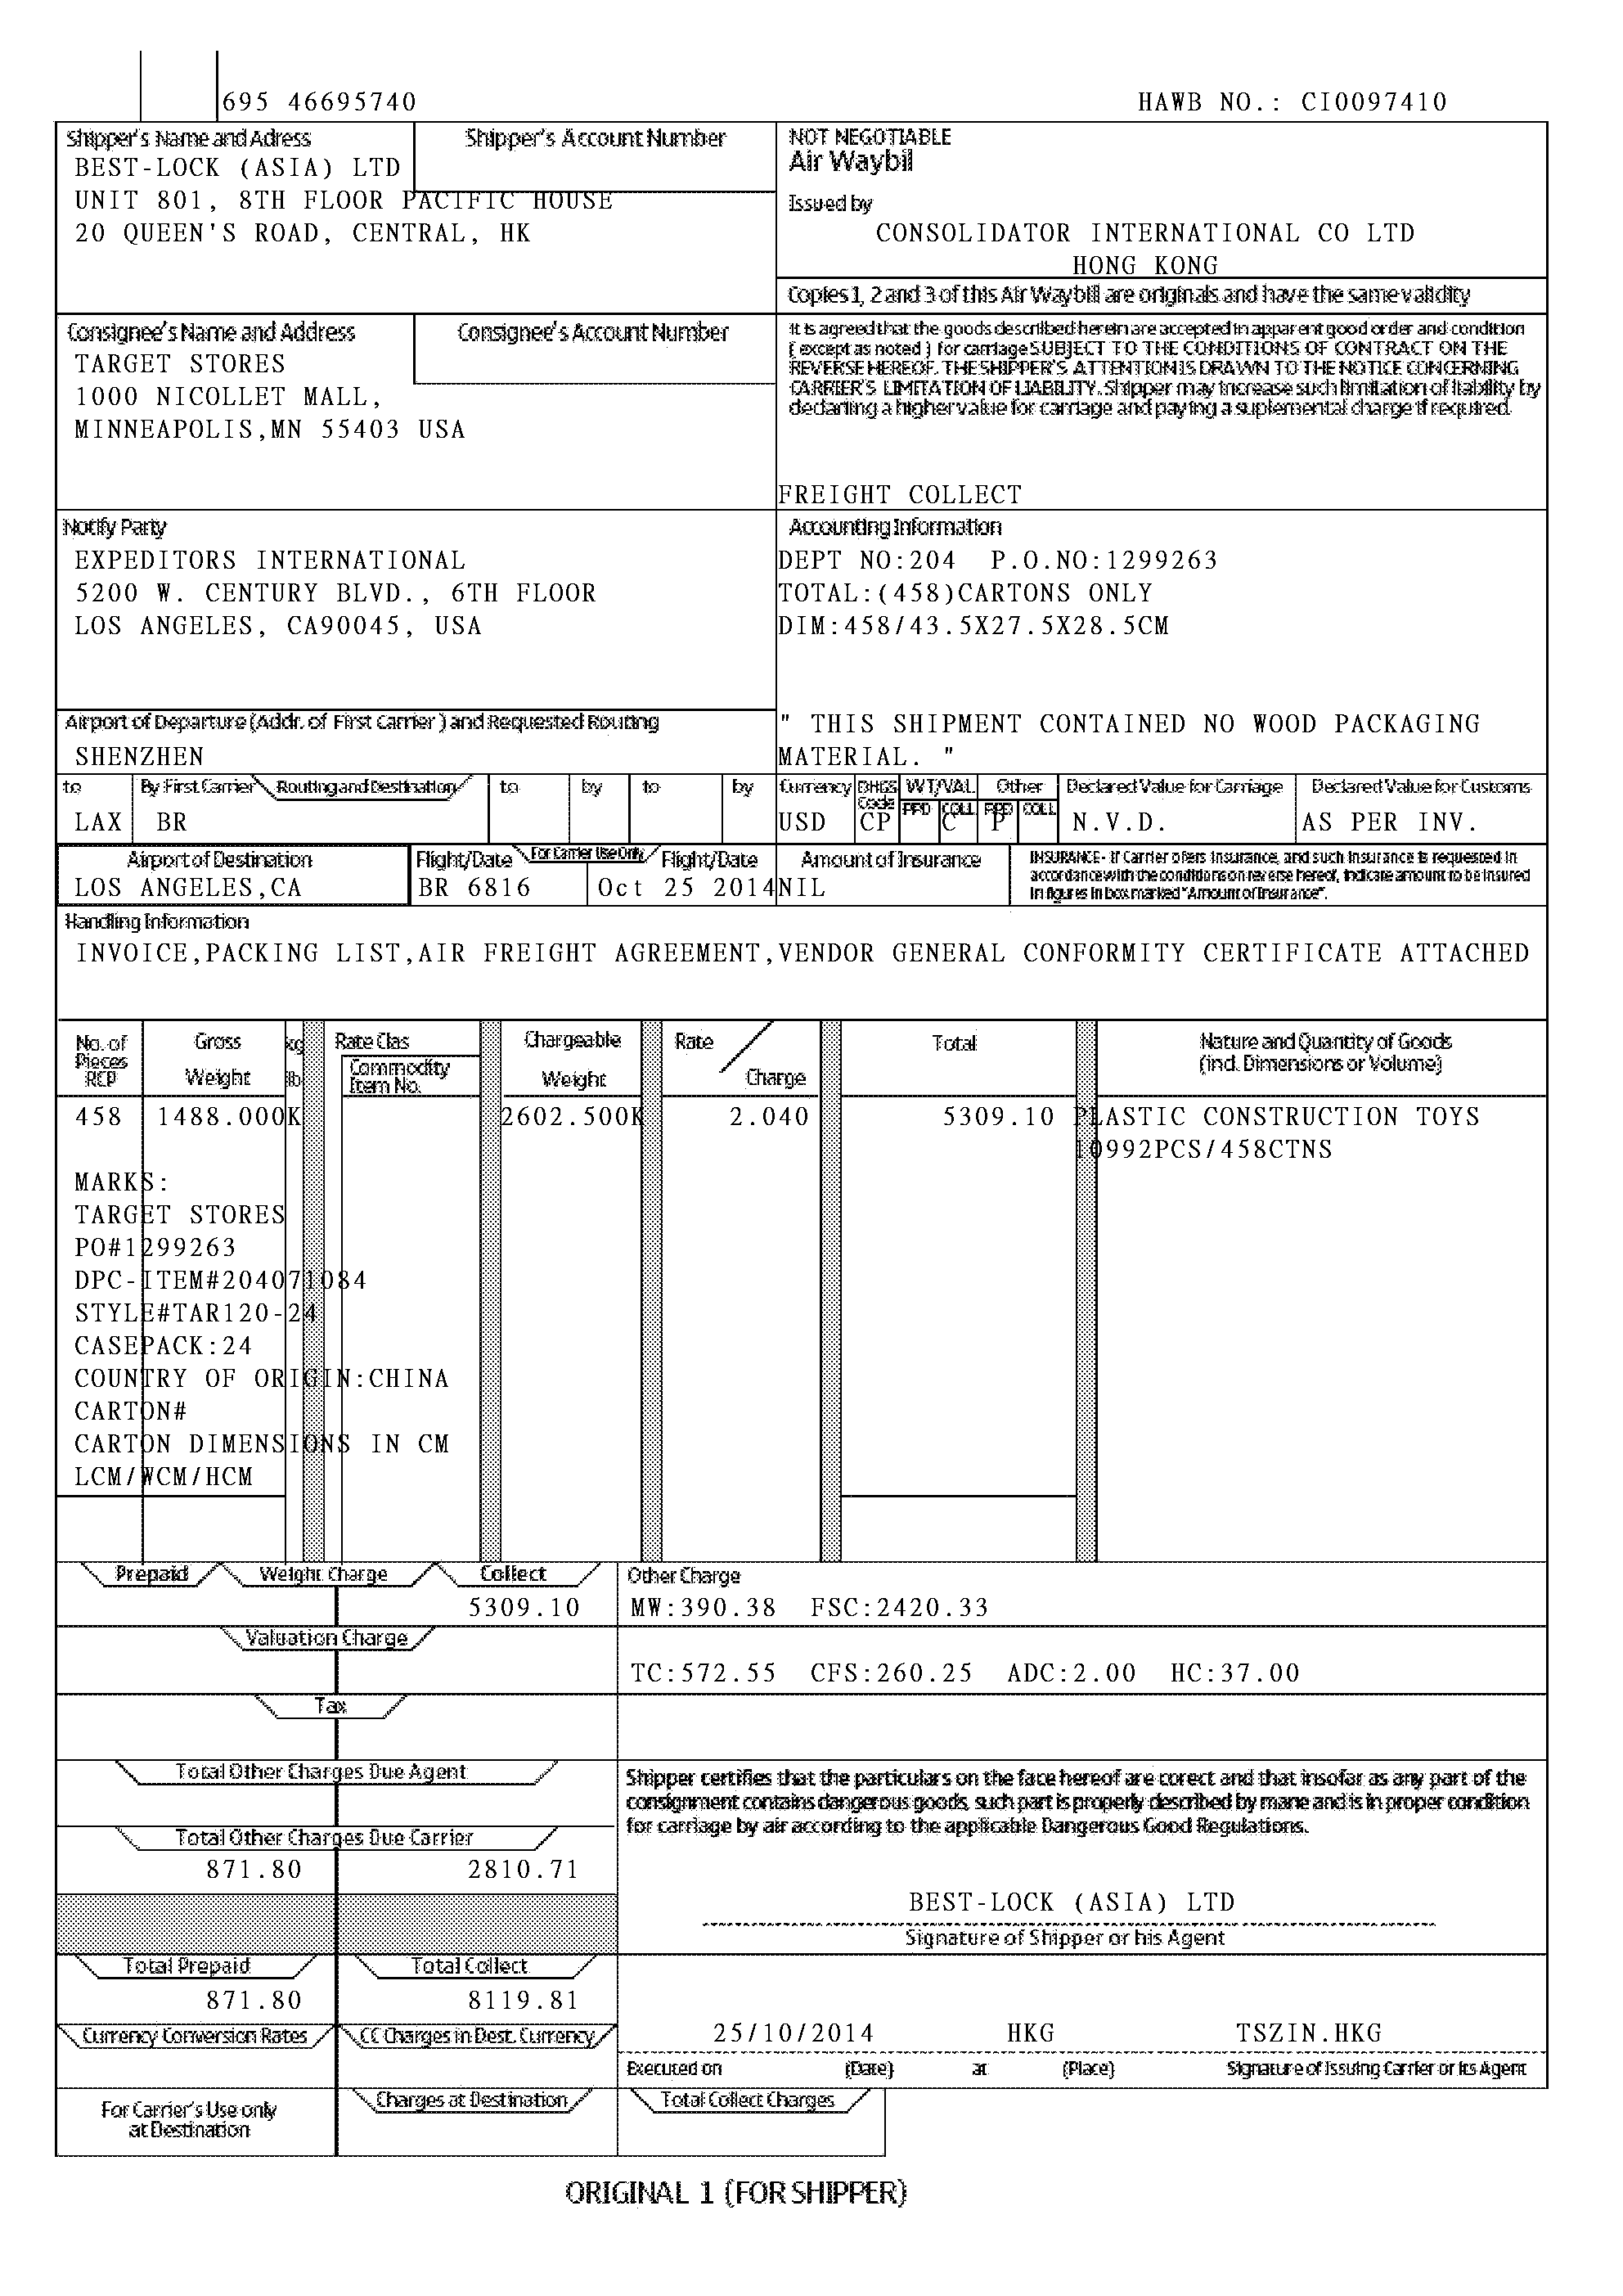 695 46695740
HAWB NO.: CI0097410
Shipper's Name and Adress
Shipper's Account Number
BEST-LOCK (ASIA) LTD
UNIT 801, 8TH FLOOR PACIFIC HOUSE
20 QUEEN'S ROAD, CENTRAL, HK
NOT NEGOTIABLE
Air Waybil
Issued by
CONSOLIDATOR INTERNATIONAL CO LTD
HONG KONG
Copies 1, 2 and 3 of this Air Waybill are originals and have the same validity
Consignee's Name and Address
Consignee's Account Number
TARGET STORES
1000 NICOLLET MALL,
MINNEAPOLIS,MN 55403 USA
It is agreed that the goods described herein are accepted in apparent good order and condition
( except as noted ) for carriage SUBJECT TO THE CONDITIONS OF CONTRACT ON THE
REVERSE HEREOF. THE SHIPPER'S ATTENTION IS DRAWN TO THE NOTICE CONCERNING
CARRIER'S LIMITATION OF LIABILITY. Shipper may increase such limitation of liability by
declaring a higher value for carriage and paying a suplemental charge if required.
FREIGHT COLLECT
Notify Party
EXPEDITORS INTERNATIONAL
5200 W. CENTURY BLVD., 6TH FLOOR
LOS ANGELES, CA90045, USA
Accounting Information
DEPT NO:204 P.O.NO:1299263
TOTAL:(458)CARTONS ONLY
DIM:458/43.5X27.5X28.5CM
" THIS SHIPMENT CONTAINED NO WOOD PACKAGING
MATERIAL. "
Airport of Departure (Addr. of First Carrier ) and Requested Routing
SHENZHEN
to By First Carrier Routing and Destination to by to by
LAX BR
Currency CHGS Code WT/VAL Other Declared Value for Carriage Declared Value for Customs
PPD COLL PPD COLL
USD CP C P N.V.D. AS PER INV.
Airport of Destination Flight/Date For Carrier Use Only Flight/Date Amount of Insurance
LOS ANGELES,CA BR 6816 Oct 25 2014 NIL
INSURANCE - If Carrier ofers insurance, and such insurance is requested in
accordance with the conditions on reverse hereof, indicate amount to be insured
in figures in box marked "Amount of Insurance".
Handling Information
INVOICE,PACKING LIST,AIR FREIGHT AGREEMENT,VENDOR GENERAL CONFORMITY CERTIFICATE ATTACHED
No. of Pieces RCP Gross Weight kg lb Rate Clas Commodity Item No. Chargeable Weight Rate / Charge Total Nature and Quantity of Goods (incl. Dimensions or Volume)
458 1488.000K 2602.500K 2.040 5309.10 PLASTIC CONSTRUCTION TOYS
10992PCS/458CTNS
MARKS:
TARGET STORES
PO#1299263
DPC-ITEM#204071084
STYLE#TAR120-24
CASEPACK:24
COUNTRY OF ORIGIN:CHINA
CARTON#
CARTON DIMENSIONS IN CM
LCM/WCM/HCM
Prepaid Weight Charge Collect
5309.10
Other Charge
MW:390.38 FSC:2420.33
Valuation Charge
TC:572.55 CFS:260.25 ADC:2.00 HC:37.00
Tax
Total Other Charges Due Agent
Total Other Charges Due Carrier
871.80 2810.71
Shipper certifies that the particulars on the face hereof are corect and that insofar as any part of the
consignment contains dangerous goods, such part is properly described by mane and is in proper condition
for carriage by air according to the applicable Dangerous Good Regulations.
BEST-LOCK (ASIA) LTD
Signature of Shipper or his Agent
Total Prepaid Total Collect
871.80 8119.81
Currency Conversion Rates CC Charges in Dest. Currency
25/10/2014 HKG TSZIN.HKG
Executed on (Date) at (Place) Signature of Issuing Carrier or its Agent
For Carrier's Use only
at Destination
Charges at Destination Total Collect Charges
ORIGINAL 1 (FOR SHIPPER)